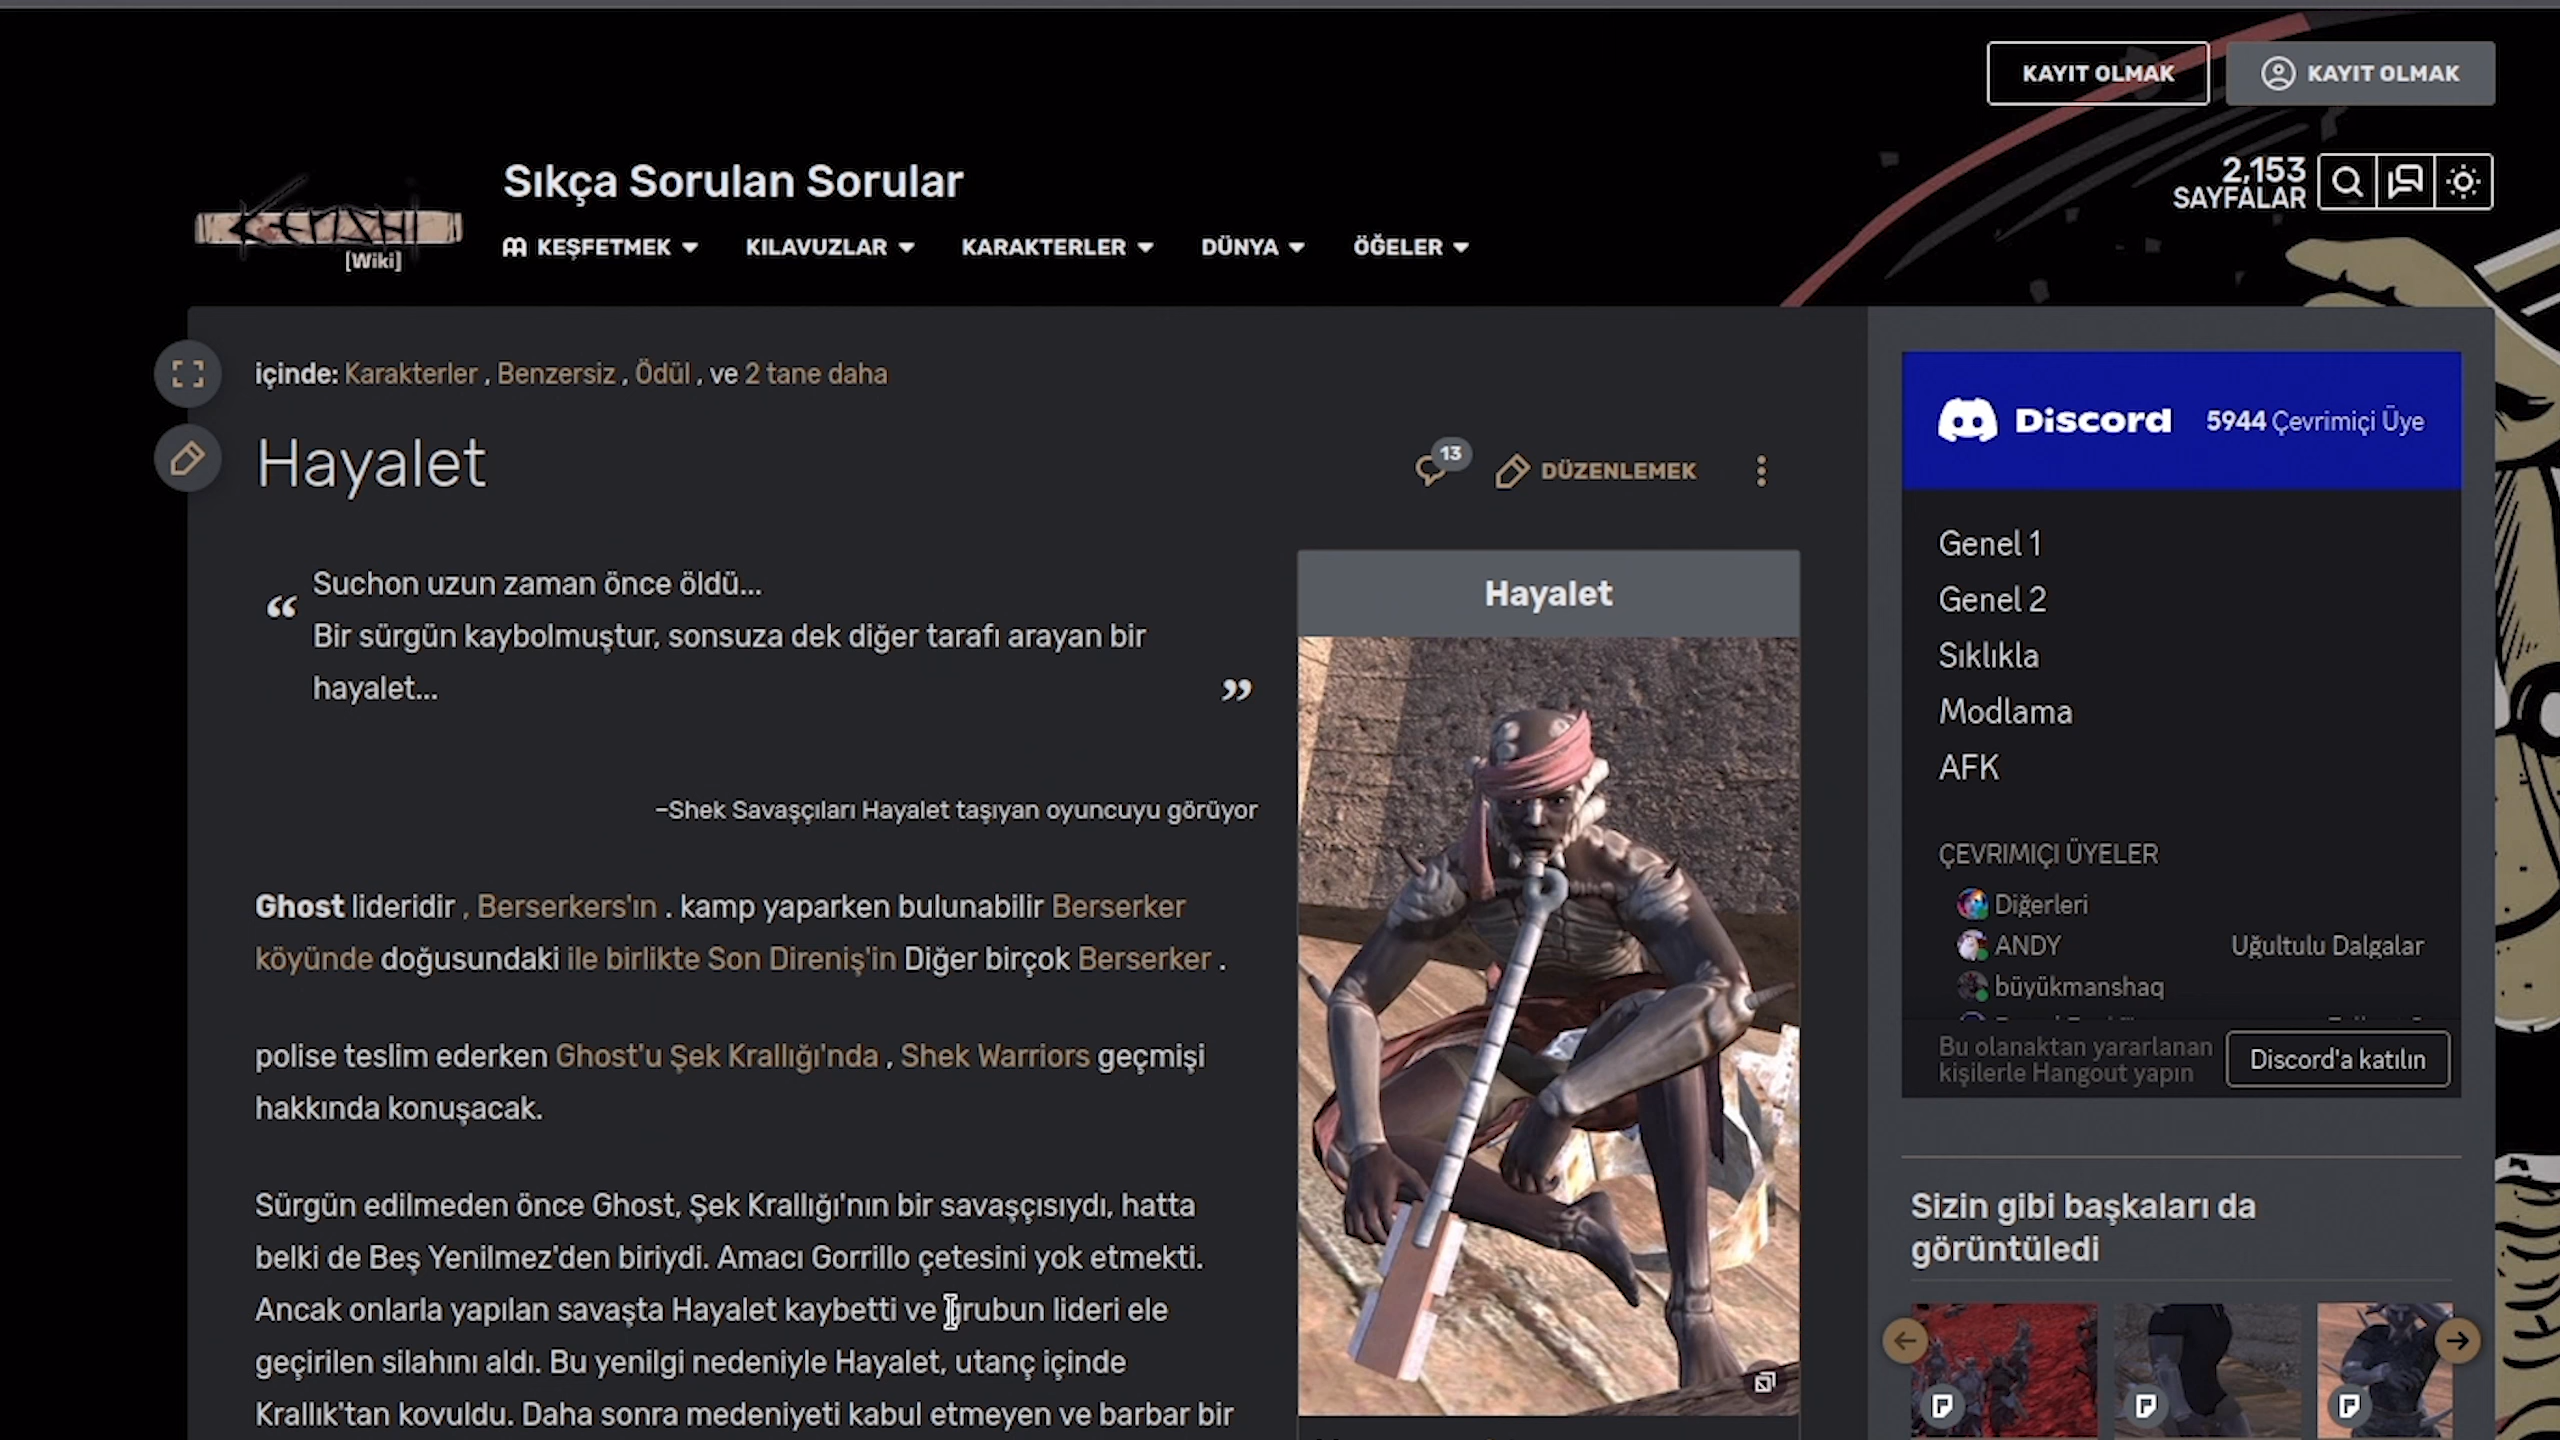 KAYIT OLMAK
KAYIT OLMAK
KENSHI
[Wiki]
Sıkça Sorulan Sorular
2,153
SAYFALAR
KEŞFETMEK
KILAVUZLAR
KARAKTERLER
DÜNYA
ÖĞELER
içinde: Karakterler , Benzersiz , Ödül , ve 2 tane daha
Hayalet
13
DÜZENLEMEK
“ Suchon uzun zaman önce öldü...
Bir sürgün kaybolmuştur, sonsuza dek diğer tarafı arayan bir
hayalet... ”
–Shek Savaşçıları Hayalet taşıyan oyuncuyu görüyor
Ghost lideridir , Berserkers'ın . kamp yaparken bulunabilir Berserker
köyünde doğusundaki ile birlikte Son Direniş'in Diğer birçok Berserker .
polise teslim ederken Ghost'u Şek Krallığı'nda , Shek Warriors geçmişi
hakkında konuşacak.
Sürgün edilmeden önce Ghost, Şek Krallığı'nın bir savaşçısıydı, hatta
belki de Beş Yenilmez'den biriydi. Amacı Gorrillo çetesini yok etmekti.
Ancak onlarla yapılan savaşta Hayalet kaybetti ve grubun lideri ele
geçirilen silahını aldı. Bu yenilgi nedeniyle Hayalet, utanç içinde
Krallık'tan kovuldu. Daha sonra medeniyeti kabul etmeyen ve barbar bir
Hayalet
Discord
5944 Çevrimiçi Üye
Genel 1
Genel 2
Sıklıkla
Modlama
AFK
ÇEVRIMIÇI ÜYELER
Diğerleri
ANDY
Uğultulu Dalgalar
büyükmanshaq
Bu olanaktan yararlanan
kişilerle Hangout yapın
Discord'a katılın
Sizin gibi başkaları da
görüntüledi